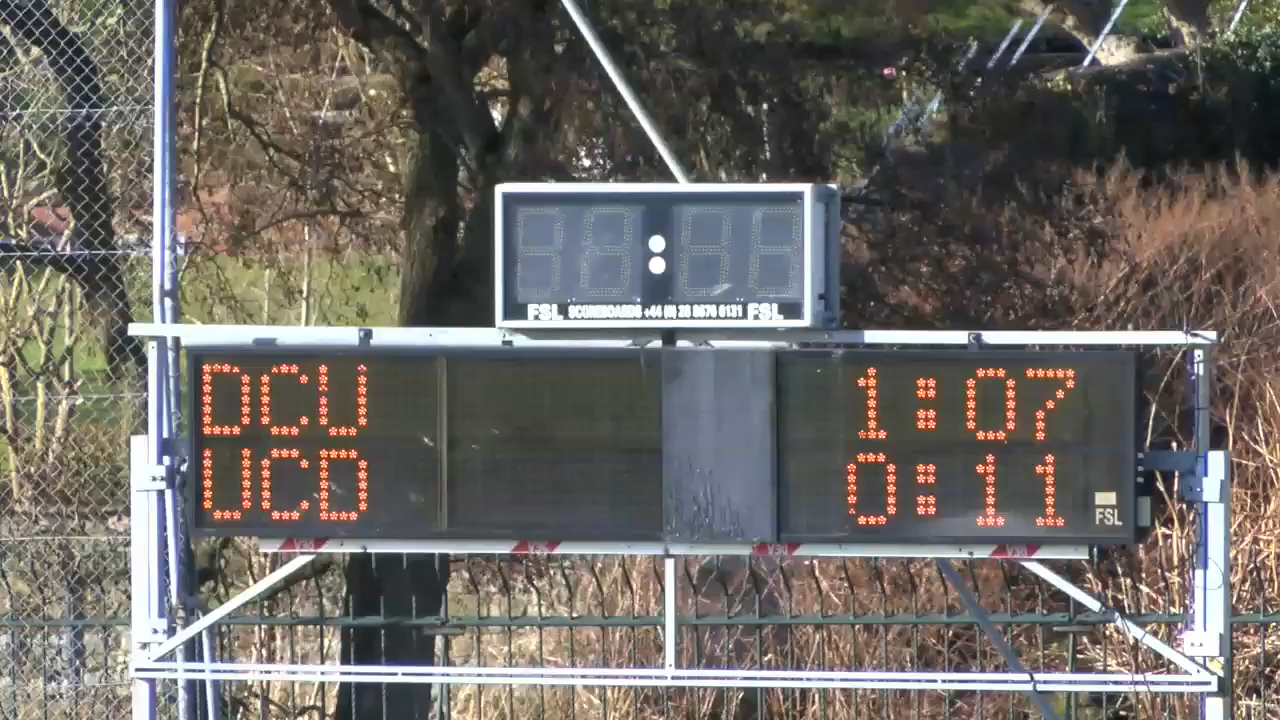 FSL SCOREBOARDS +44 (0) 28 8676 6131 FSL
DCU 1:07
UCD 0:11
FSL